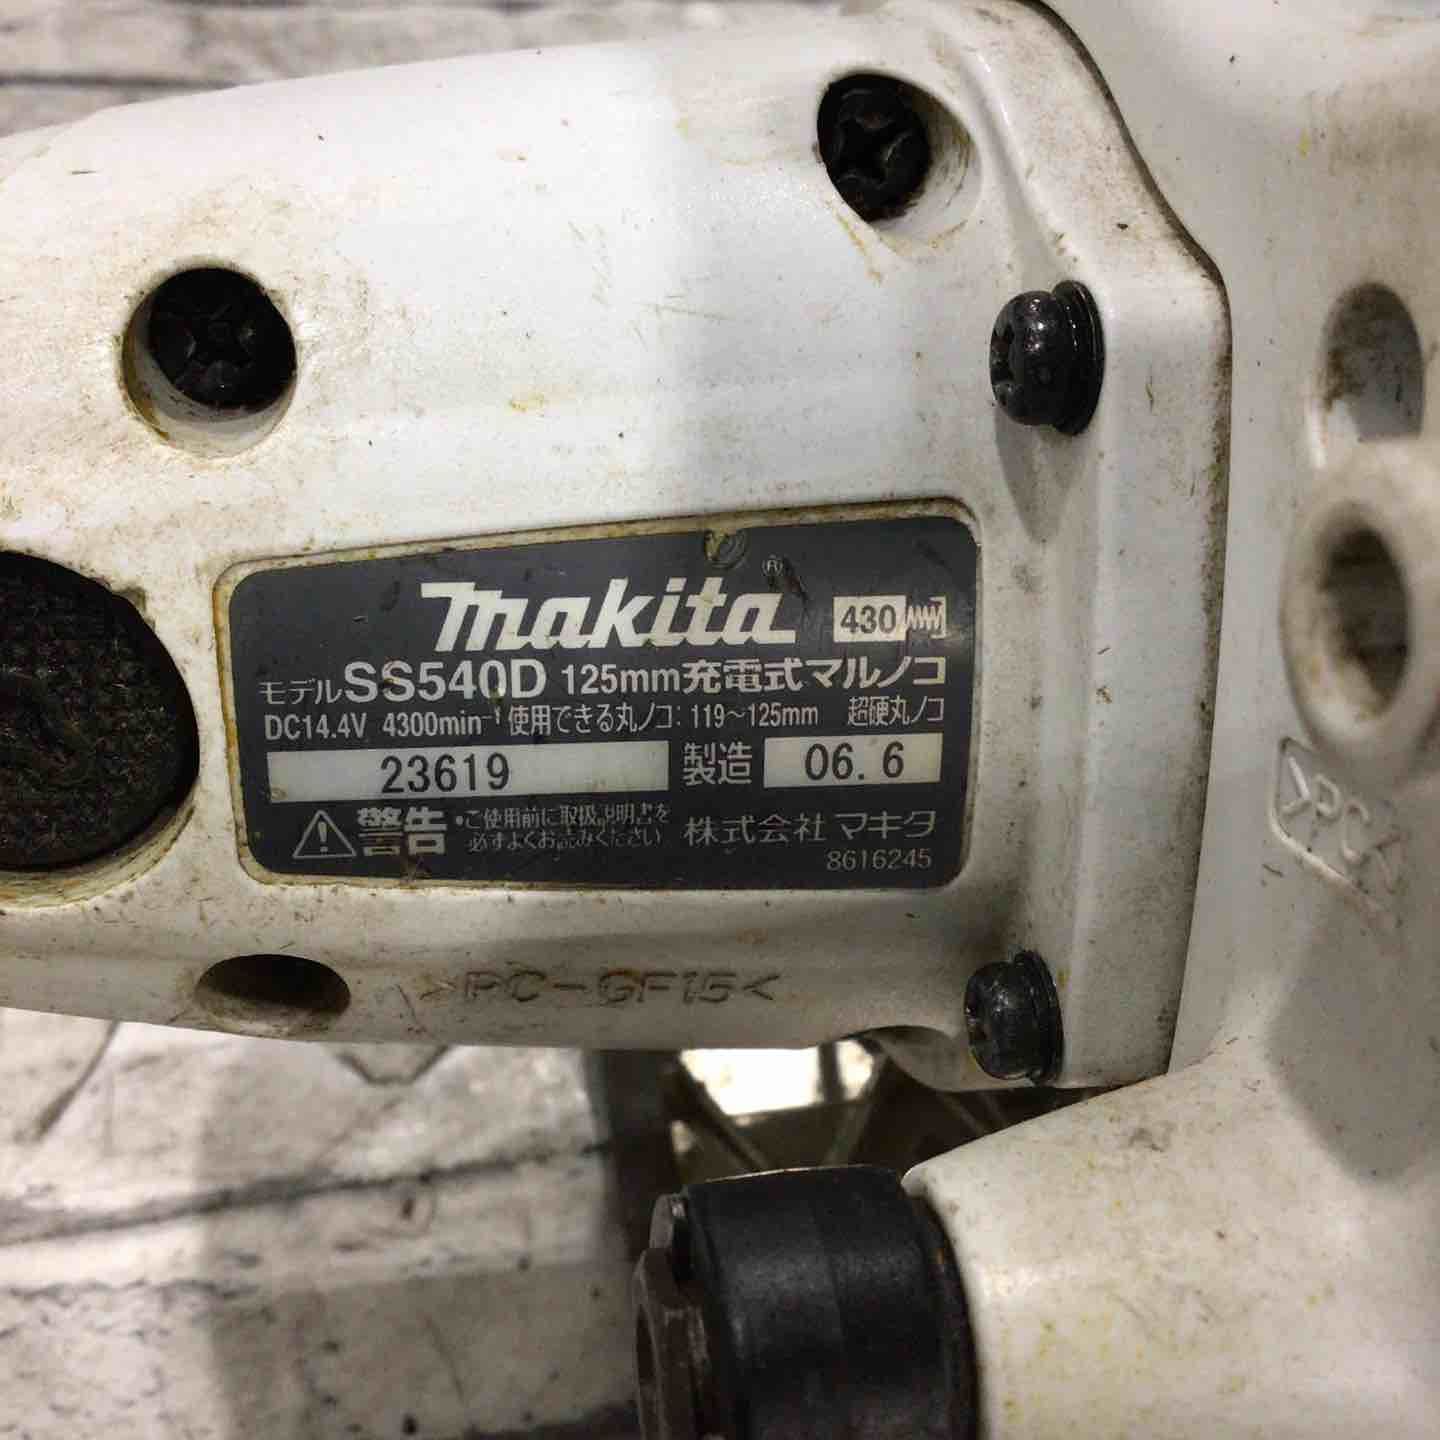 makita® 430
モデルSS540D 125mm充電式マルノコ
DC14.4V 4300min⁻¹ 使用できる丸ノコ：119〜125mm 超硬丸ノコ
23619 製造 06. 6
警告 •ご使用前に取扱説明書を
必ずよくお読みください
株式会社 マキタ
8616245
>PC-GF15<
>PC<